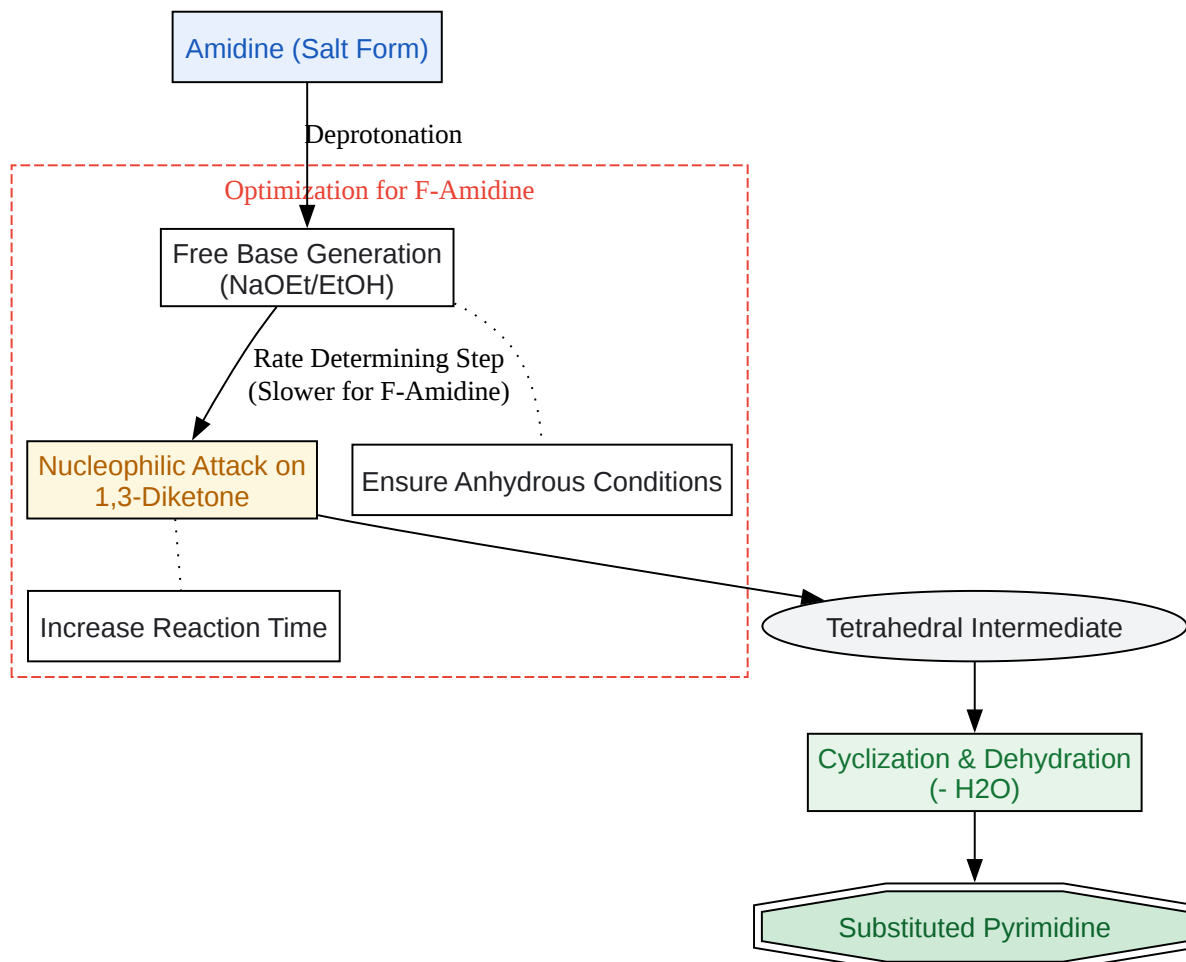 Amidine (Salt Form)
Deprotonation
Optimization for F-Amidine
Free Base Generation
(NaOEt/EtOH)
Rate Determining Step
(Slower for F-Amidine)
Nucleophilic Attack on
1,3-Diketone
Ensure Anhydrous Conditions
Increase Reaction Time
Tetrahedral Intermediate
Cyclization & Dehydration
(- H2O)
Substituted Pyrimidine